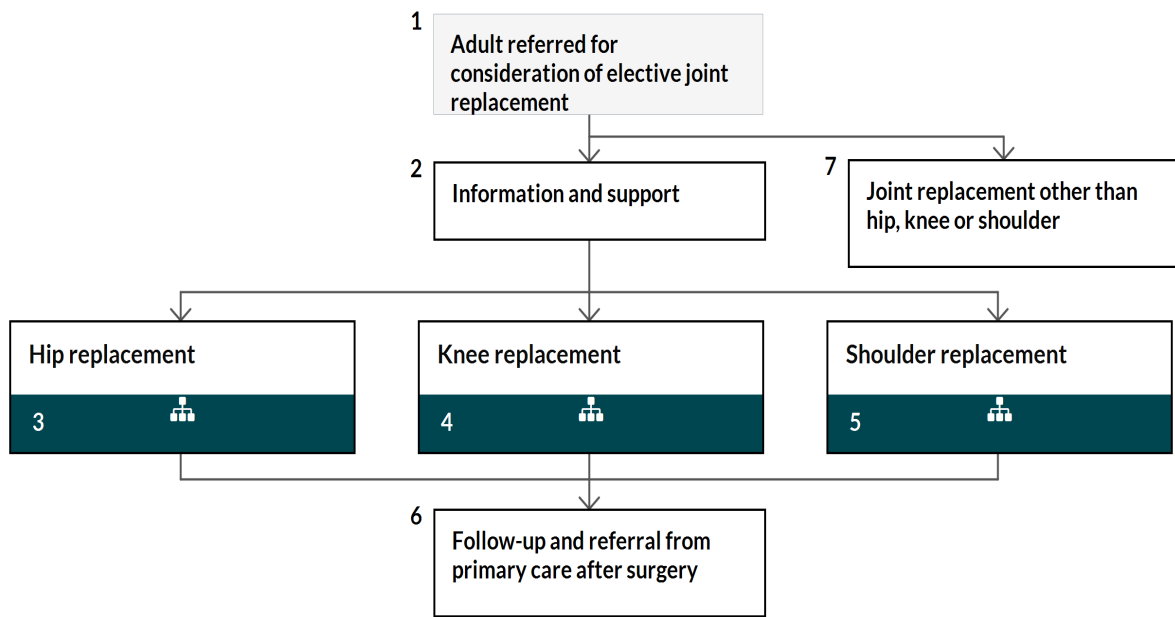 1
Adult referred for
consideration of elective joint
replacement
2
Information and support
7
Joint replacement other than
hip, knee or shoulder
Hip replacement
3
Knee replacement
4
Shoulder replacement
5
6
Follow-up and referral from
primary care after surgery